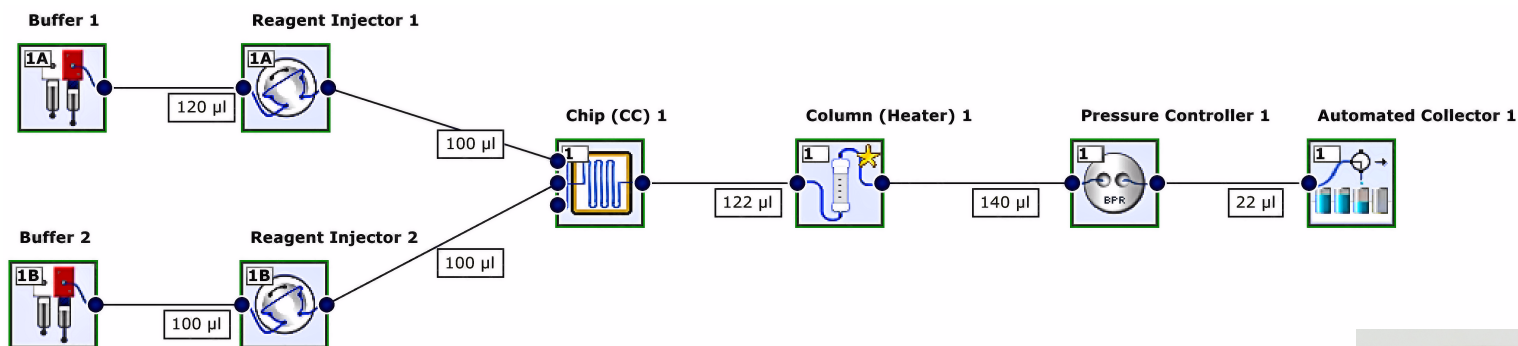 Buffer 1
Reagent Injector 1
1A
1A
120 µl
100 µl
Chip (CC) 1
Column (Heater) 1
Pressure Controller 1
Automated Collector 1
1
1
1
1
BPR
122 µl
140 µl
22 µl
Buffer 2
Reagent Injector 2
100 µl
1B
1B
100 µl